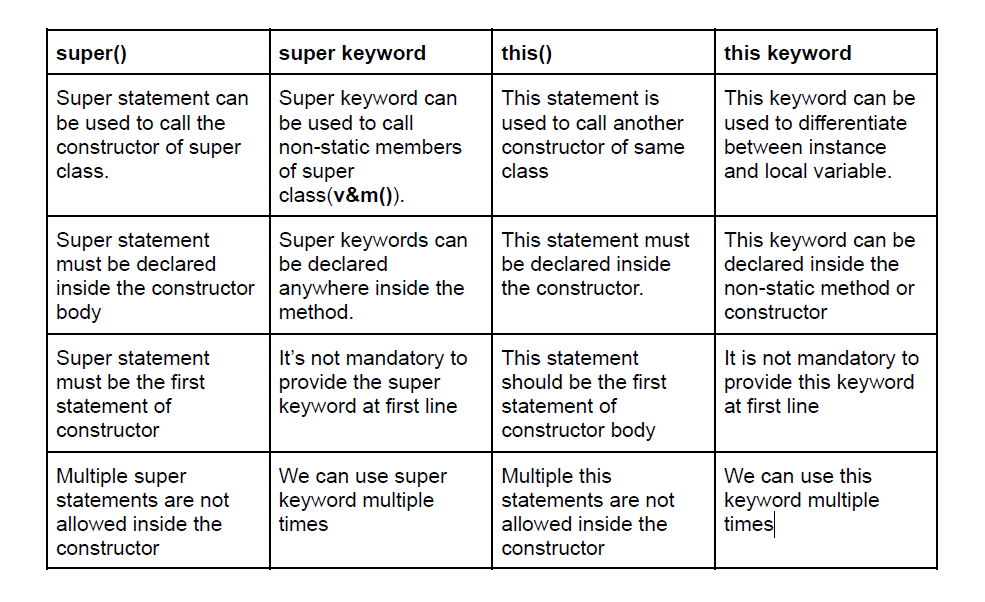 super()
super keyword
this()
this keyword
Super statement can
be used to call the
constructor of super
class.
Super keyword can
be used to call
non-static members
of super
class(v&m()).
This statement is
used to call another
constructor of same
class
This keyword can be
used to differentiate
between instance
and local variable.
Super statement
must be declared
inside the constructor
body
Super keywords can
be declared
anywhere inside the
method.
This statement must
be declared inside
the constructor.
This keyword can be
declared inside the
non-static method or
constructor
Super statement
must be the first
statement of
constructor
It’s not mandatory to
provide the super
keyword at first line
This statement
should be the first
statement of
constructor body
It is not mandatory to
provide this keyword
at first line
Multiple super
statements are not
allowed inside the
constructor
We can use super
keyword multiple
times
Multiple this
statements are not
allowed inside the
constructor
We can use this
keyword multiple
times